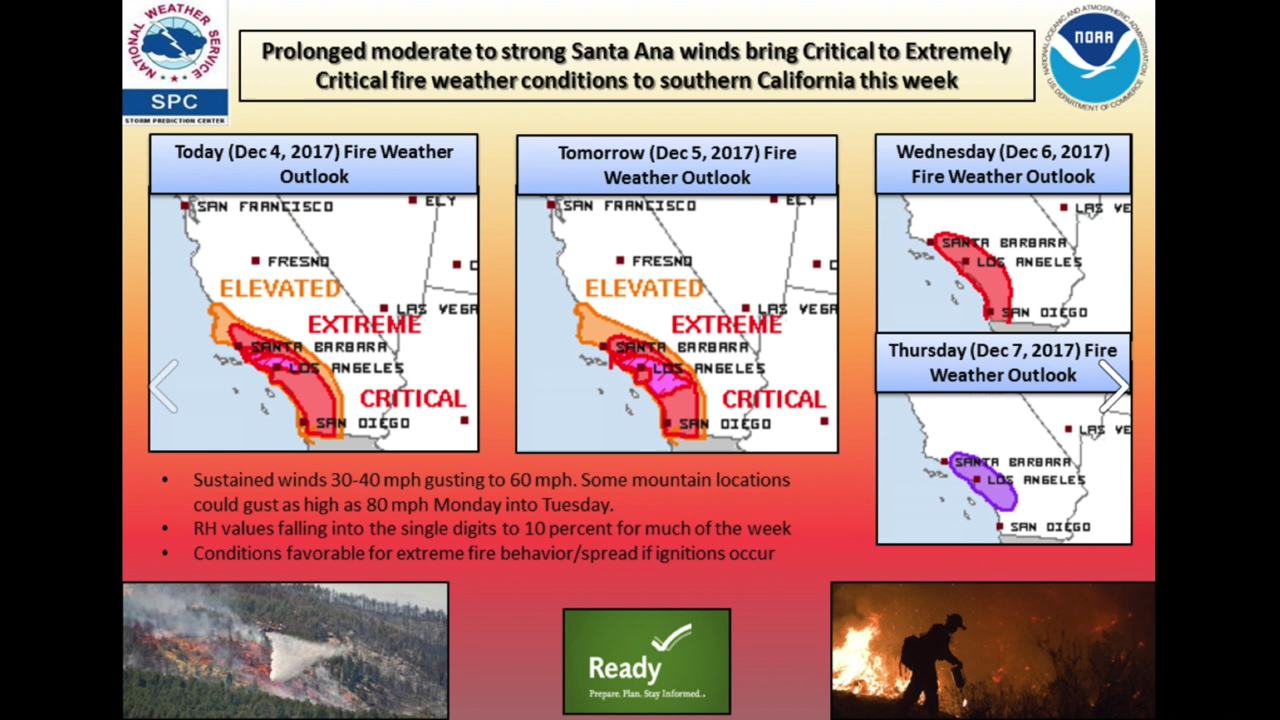 NATIONAL WEATHER SERVICE
SPC
STORM PREDICTION CENTER
Prolonged moderate to strong Santa Ana winds bring Critical to Extremely
Critical fire weather conditions to southern California this week
NATIONAL OCEANIC AND ATMOSPHERIC ADMINISTRATION
NOAA
U.S. DEPARTMENT OF COMMERCE
Today (Dec 4, 2017) Fire Weather
Outlook
SAN FRANCISCO
ELY
FRESNO
ELEVATED
LAS VEGA
EXTREME
SANTA BARBARA
LOS ANGELES
CRITICAL
SAN DIEGO
Tomorrow (Dec 5, 2017) Fire
Weather Outlook
SAN FRANCISCO
ELY
FRESNO
ELEVATED
LAS VEGA
EXTREME
SANTA BARBARA
LOS ANGELES
CRITICAL
SAN DIEGO
Wednesday (Dec 6, 2017)
Fire Weather Outlook
LAS VE
SANTA BARBARA
LOS ANGELES
SAN DIEGO
Thursday (Dec 7, 2017) Fire
Weather Outlook
LAS VE
SANTA BARBARA
LOS ANGELES
SAN DIEGO
• Sustained winds 30-40 mph gusting to 60 mph. Some mountain locations
could gust as high as 80 mph Monday into Tuesday.
• RH values falling into the single digits to 10 percent for much of the week
• Conditions favorable for extreme fire behavior/spread if ignitions occur
Ready
Prepare. Plan. Stay Informed.